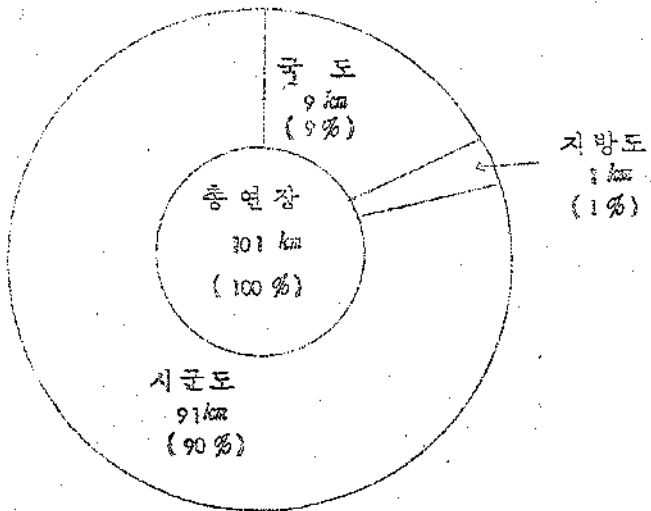 국 도
9 km
( 9 % )
지 방 도
1 km
( 1 % )
총 연 장
101 km
( 100 % )
시 군 도
91 km
( 90 % )